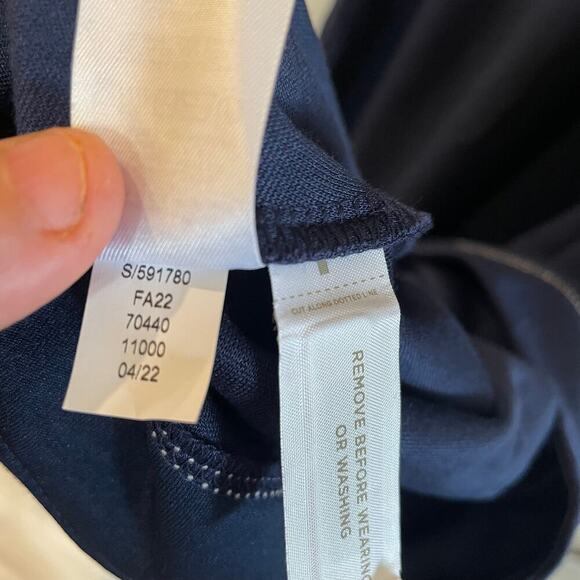 S/591780
FA22
70440
11000
04/22
CUT ALONG DOTTED LINE
REMOVE BEFORE WEARING
OR WASHING